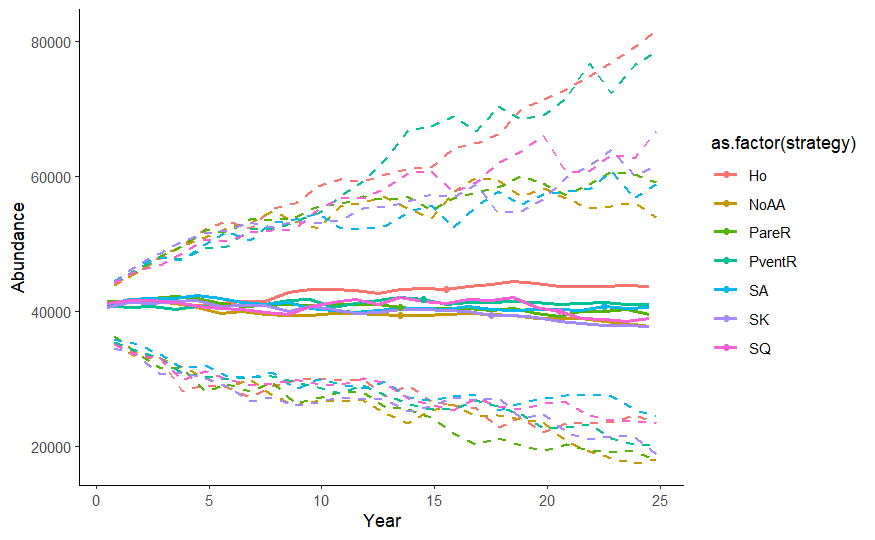 80000
60000
40000
20000
Abundance
0 5 10 15 20 25
Year
as.factor(strategy)
Ho
NoAA
PareR
PventR
SA
SK
SQ